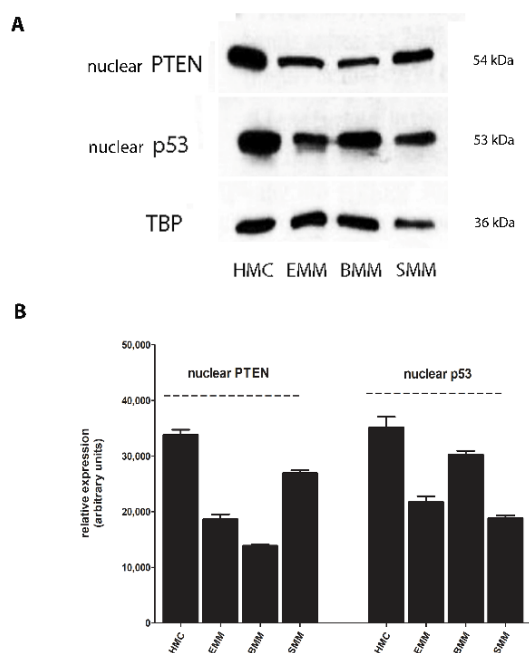 A
nuclear PTEN 54 kDa
nuclear p53 53 kDa
TBP 36 kDa
HMC EMM BMM SMM
B
50,000
nuclear PTEN nuclear p53
40,000
30,000
20,000
10,000
0
relative expression
(arbitrary units)
HMC EMM BMM SMM HMC EMM BMM SMM